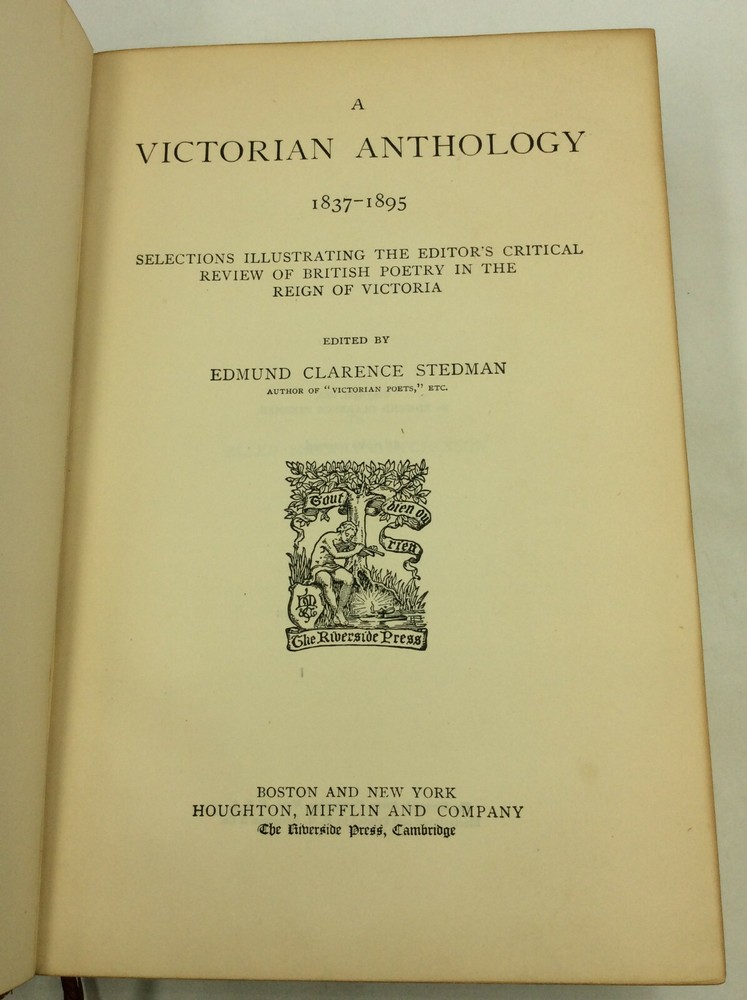 A
VICTORIAN ANTHOLOGY
1837-1895
SELECTIONS ILLUSTRATING THE EDITOR'S CRITICAL
REVIEW OF BRITISH POETRY IN THE
REIGN OF VICTORIA
EDITED BY
EDMUND CLARENCE STEDMAN
AUTHOR OF "VICTORIAN POETS," ETC.
Tout bien ou
rien
The Riverside Press
BOSTON AND NEW YORK
HOUGHTON, MIFFLIN AND COMPANY
The Riverside Press, Cambridge